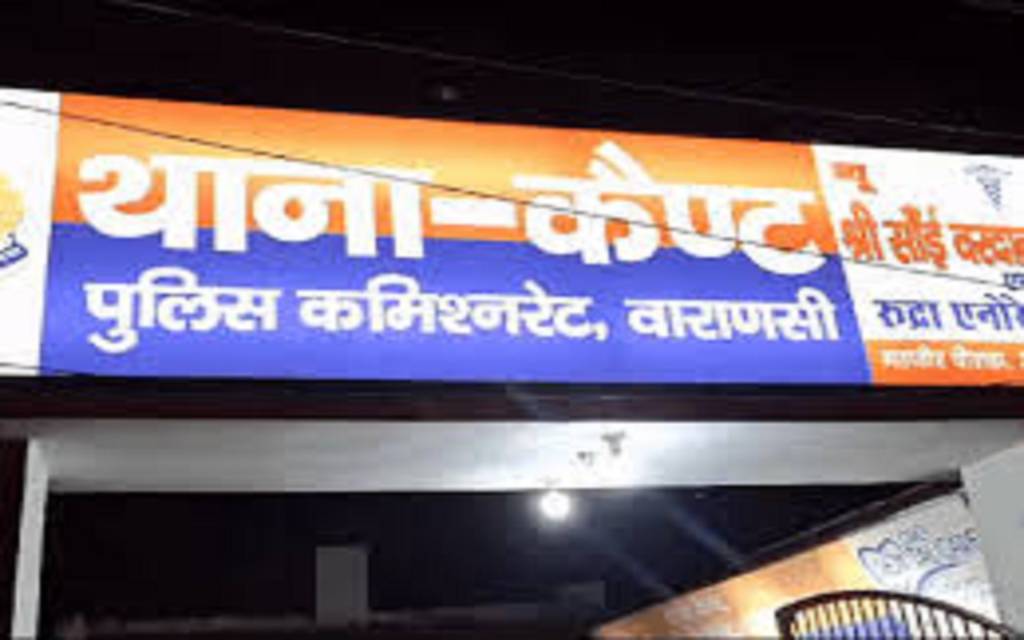 थाना-कैण्ट
पुलिस कमिश्नरेट, वाराणसी
श्री साँई
रुद्रा